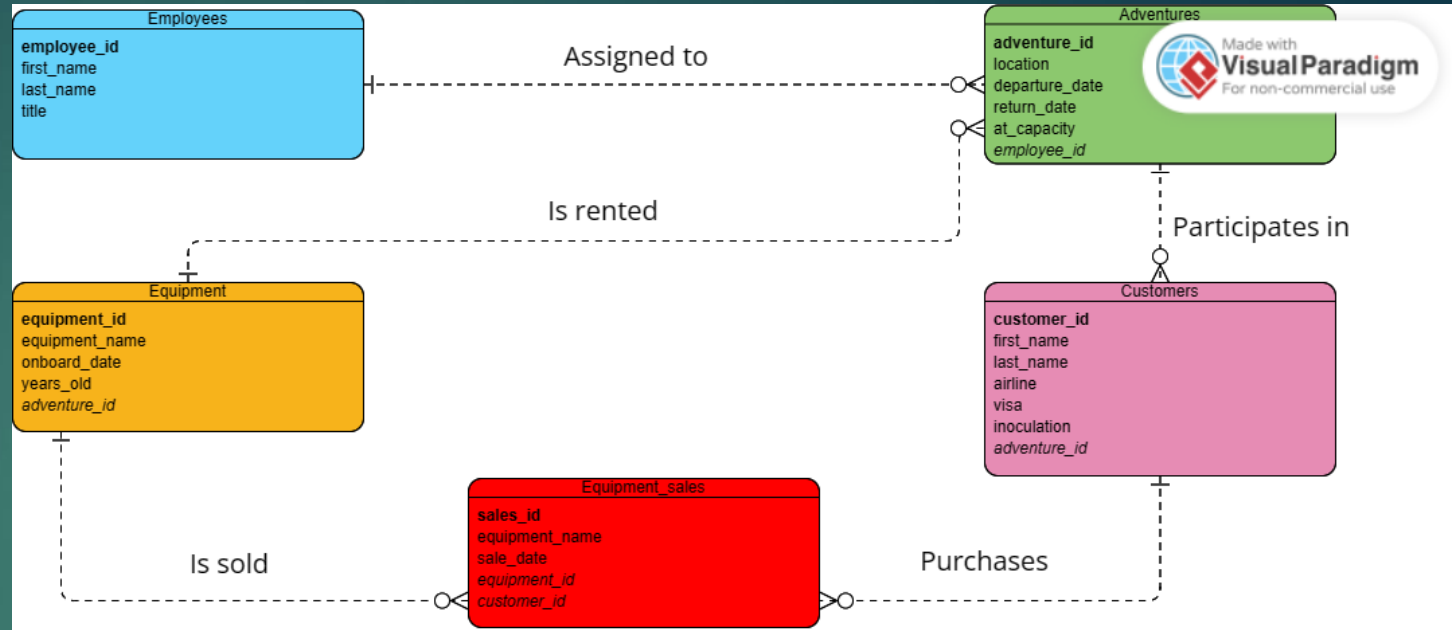 Employees
employee_id
first_name
last_name
title
Assigned to
Adventures
adventure_id
location
departure_date
return_date
at_capacity
employee_id
Made with
Visual Paradigm
For non-commercial use
Is rented
Participates in
Equipment
equipment_id
equipment_name
onboard_date
years_old
adventure_id
Customers
customer_id
first_name
last_name
airline
visa
inoculation
adventure_id
Equipment_sales
sales_id
equipment_name
sale_date
equipment_id
customer_id
Is sold
Purchases